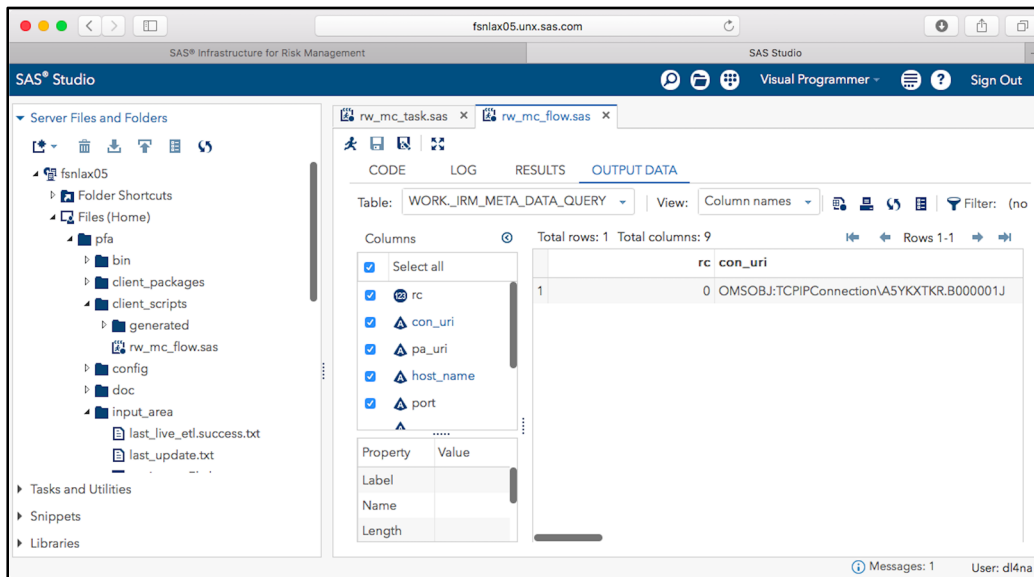 fsnlax05.unx.sas.com
SAS® Infrastructure for Risk Management
SAS Studio
SAS® Studio
Visual Programmer
Sign Out
Server Files and Folders
fsnlax05
Folder Shortcuts
Files (Home)
pfa
bin
client_packages
client_scripts
generated
rw_mc_flow.sas
config
doc
input_area
last_live_etl.success.txt
last_update.txt
Tasks and Utilities
Snippets
Libraries
rw_mc_task.sas
rw_mc_flow.sas
CODE LOG RESULTS OUTPUT DATA
Table: WORK._IRM_META_DATA_QUERY View: Column names Filter: (no
Columns
Select all
rc
con_uri
pa_uri
host_name
port
Property Value
Label
Name
Length
Total rows: 1 Total columns: 9 Rows 1-1
rc con_uri
1 0 OMSOBJ:TCPIPConnection\A5YKXTKR.B000001J
Messages: 1 User: dl4na